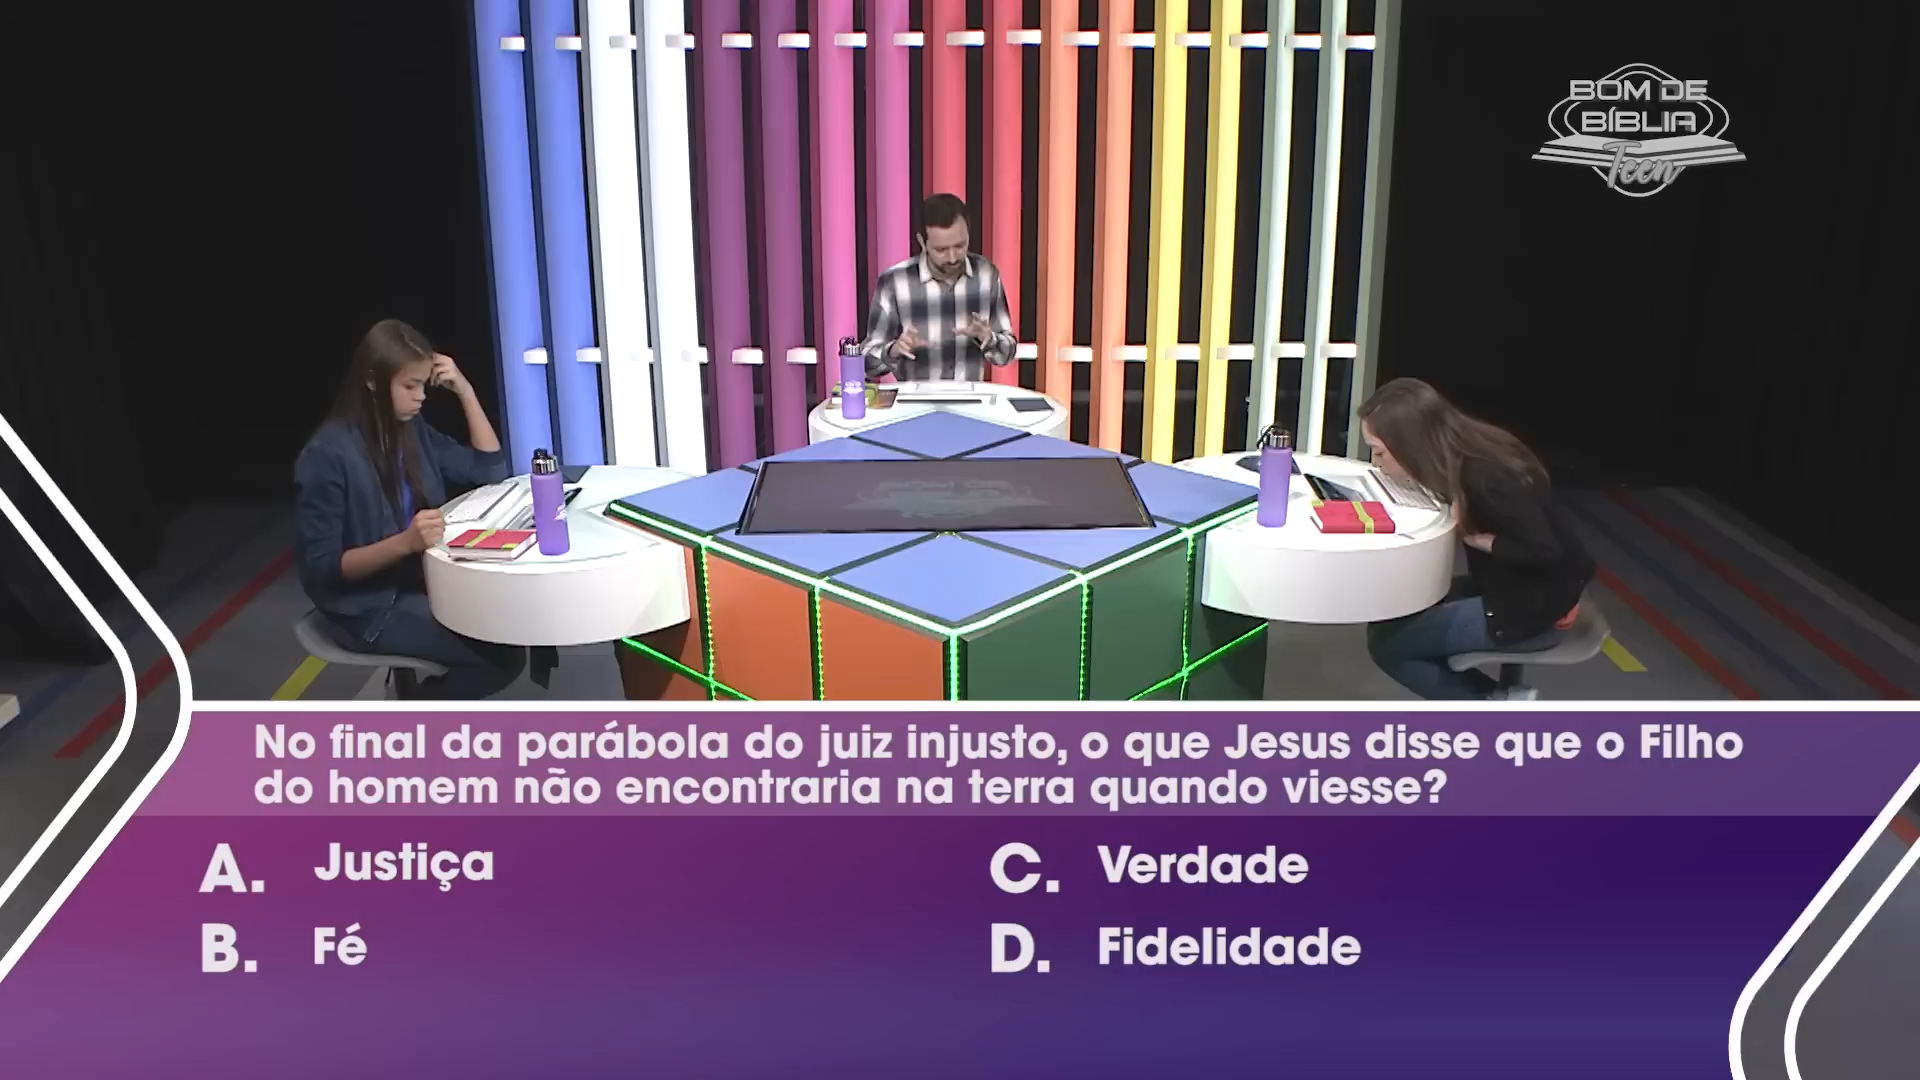 BOM DE
BÍBLIA
Teen
No final da parábola do juiz injusto, o que Jesus disse que o Filho
do homem não encontraria na terra quando viesse?
A. Justiça
B. Fé
C. Verdade
D. Fidelidade